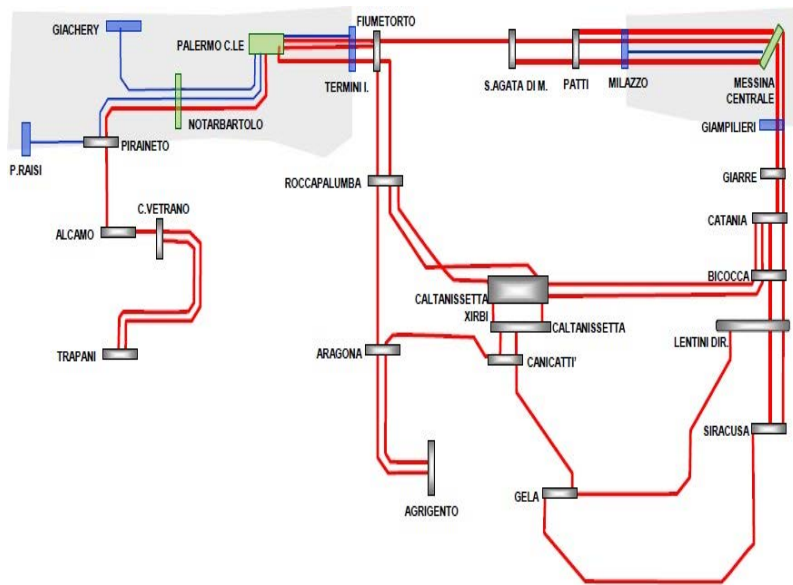 GIACHERY
FIUMETORTO
PALERMO C.LE
TERMINI I.
S.AGATA DI M.
PATTI
MILAZZO
MESSINA
CENTRALE
NOTARBARTOLO
GIAMPILIERI
PIRAINETO
P.RAISI
GIARRE
ROCCAPALUMBA
C.VETRANO
CATANIA
ALCAMO
BICOCCA
CALTANISSETTA
XIRBI
CALTANISSETTA
LENTINI DIR.
TRAPANI
ARAGONA
CANICATTI'
SIRACUSA
GELA
AGRIGENTO